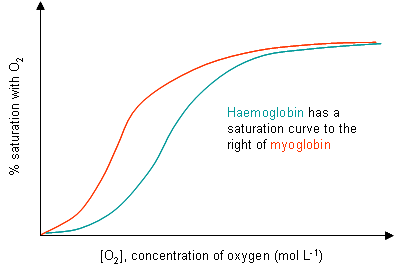 % saturation with O₂
Haemoglobin has a
saturation curve to the
right of myoglobin
[O₂], concentration of oxygen (mol L⁻¹)